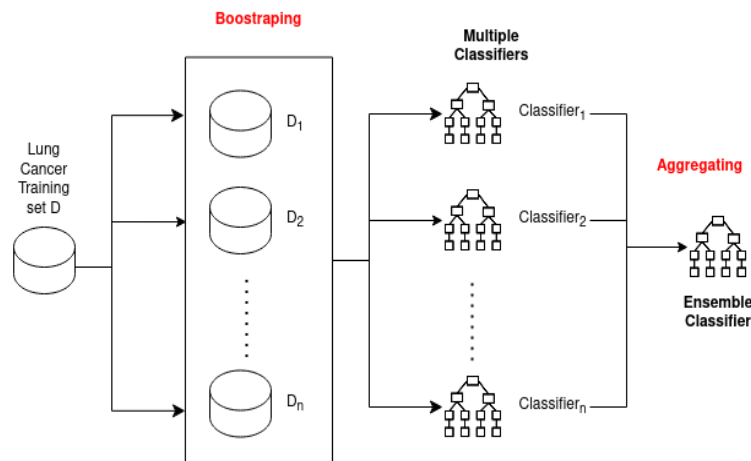 Boostraping
Multiple
Classifiers
D1
Classifier1
Lung
Cancer
Training
set D
Aggregating
D2
Classifier2
Ensemble
Classifier
Dn
Classifiern